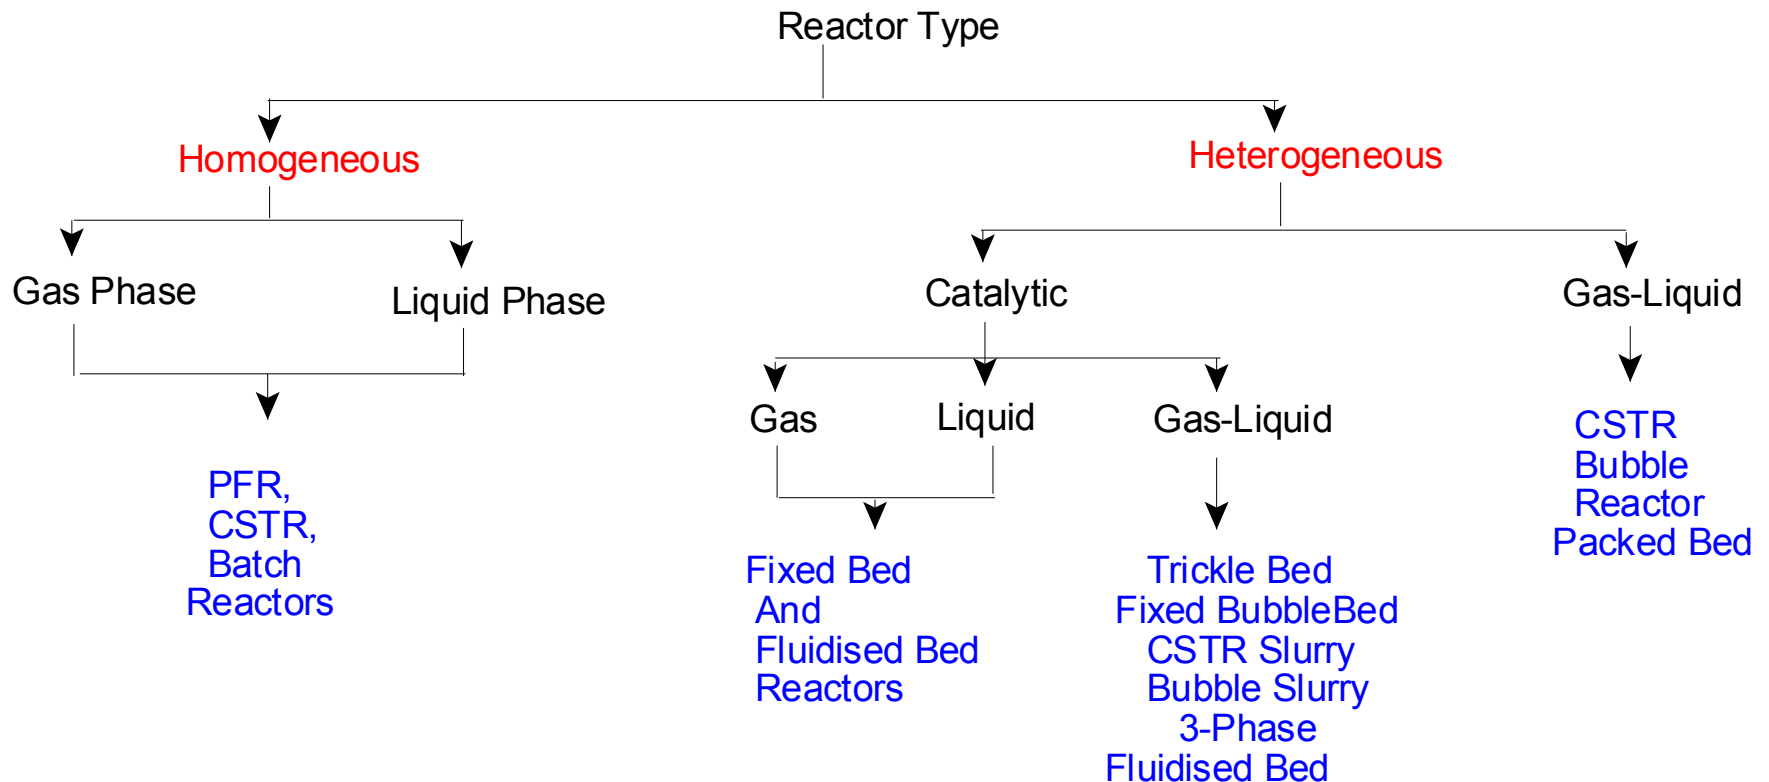 Reactor Type
Homogeneous
Heterogeneous
Gas Phase
Liquid Phase
Catalytic
Gas-Liquid
Gas
Liquid
Gas-Liquid
PFR,
CSTR,
Batch
Reactors
Fixed Bed
And
Fluidised Bed
Reactors
Trickle Bed
Fixed BubbleBed
CSTR Slurry
Bubble Slurry
3-Phase
Fluidised Bed
CSTR
Bubble
Reactor
Packed Bed